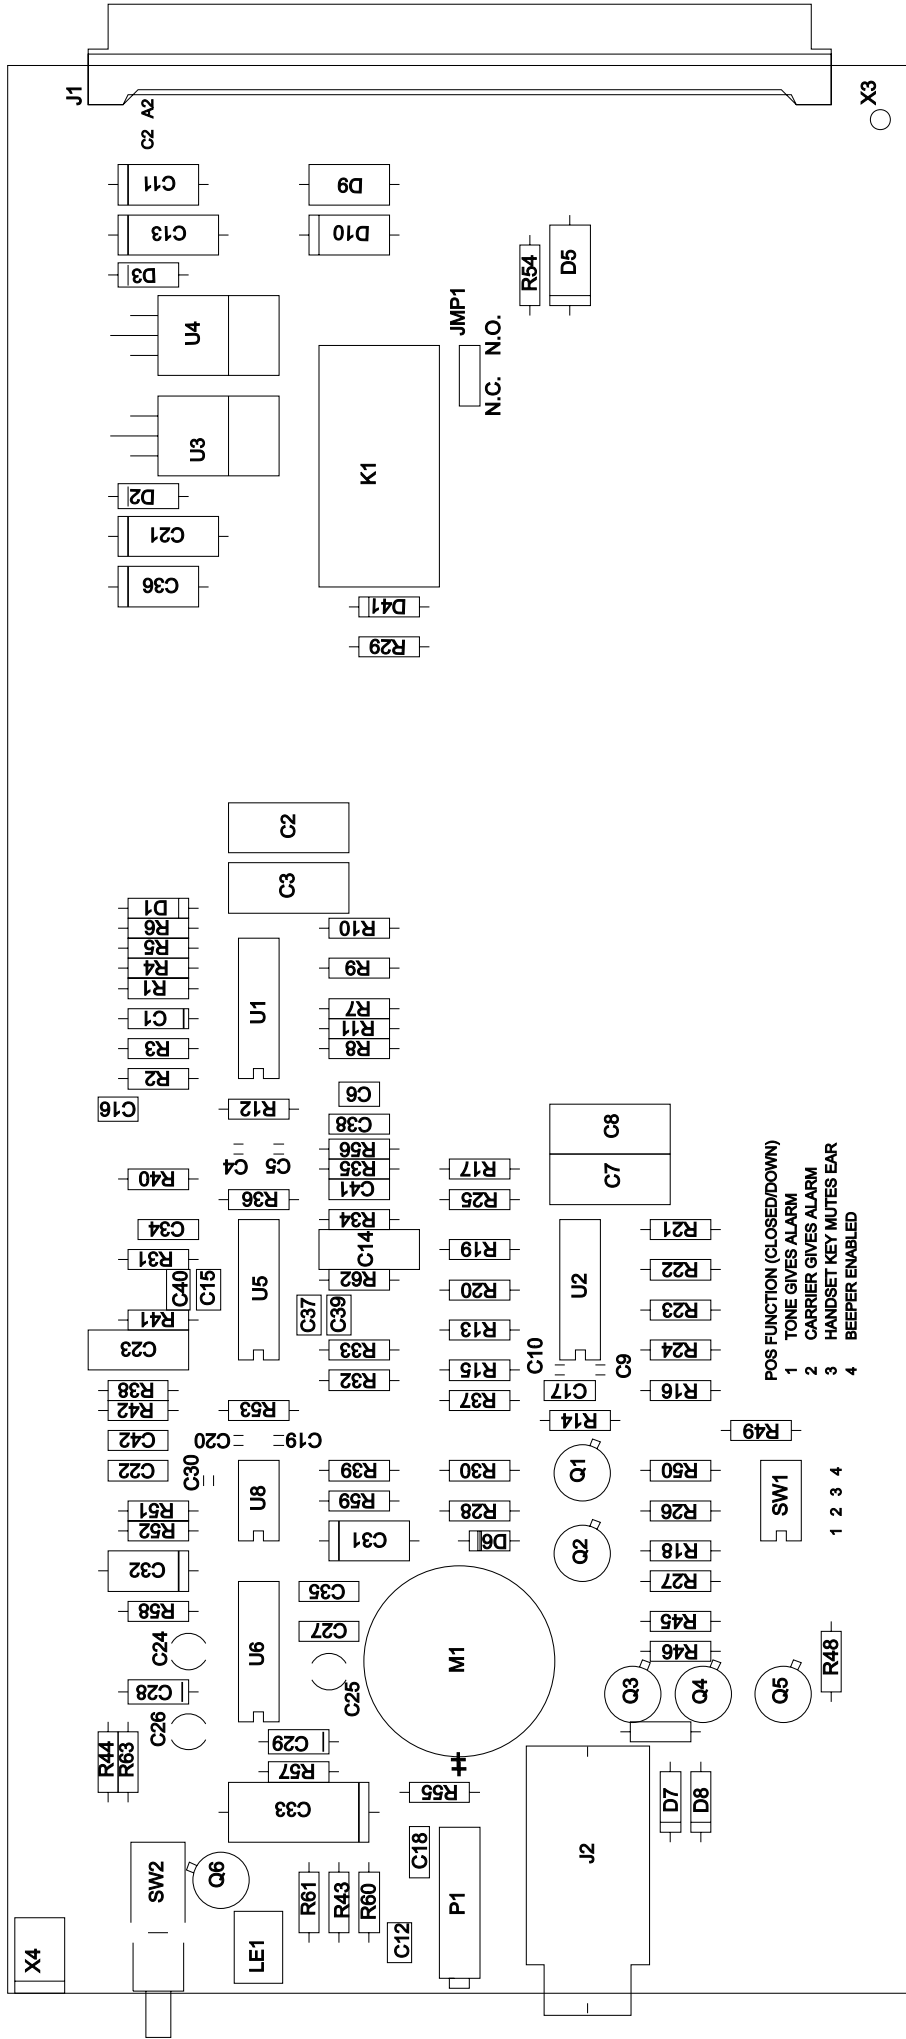 J1
A2
C2
X3
C11
D9
C13
D10
D3
R54
D5
U4
JMP1
N.O.
N.C.
U3
K1
D2
C21
C36
D41
R29
C2
C3
D1
R6
R10
R5
R4
R9
R1
U1
C1
R7
R11
R3
R8
R2
C6
C16
R12
C38
C8
R56
C4
C5
R35
R17
R40
C41
C7
R36
R25
C34
R34
R21
R31
C14
R19
C40
C15
U5
R62
R20
U2
R22
R41
C37
C39
R23
R13
C23
R33
C10
R24
R15
C9
R38
R32
C17
R16
R42
R53
R37
R14
R49
C42
C20
C19
C22
C30
U8
R39
R30
Q1
R50
SW1
R51
R59
R28
R26
R52
C31
D6
Q2
R18
C32
R27
R58
C35
C27
R45
C24
U6
M1
R46
R48
C28
C25
Q3
Q4
Q5
C26
C29
+
R44
R63
R57
R55
D7
D8
C33
C18
J2
SW2
Q6
R61
R43
R60
P1
C12
X4
LE1
POS FUNCTION (CLOSED/DOWN)
1 TONE GIVES ALARM
2 CARRIER GIVES ALARM
3 HANDSET KEY MUTES EAR
4 BEEPER ENABLED
1 2 3 4